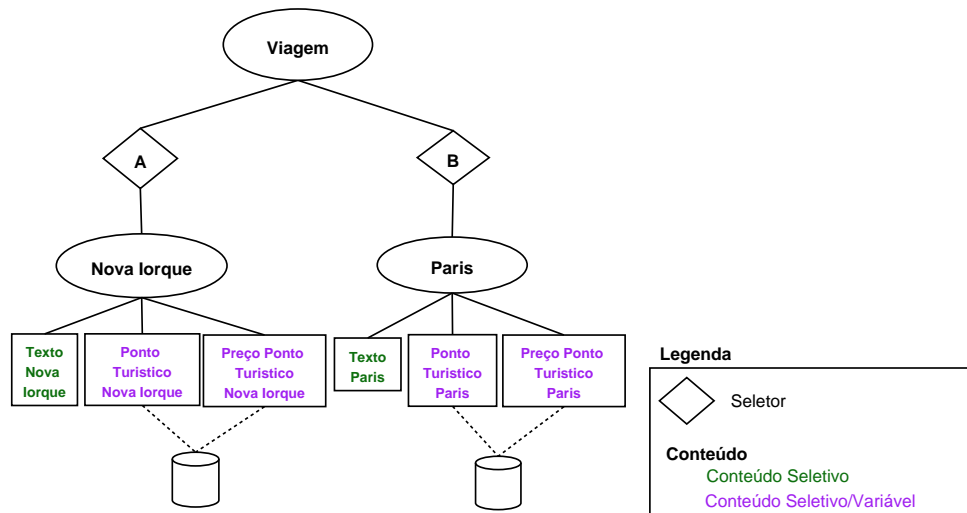 Viagem
A
B
Nova Iorque
Paris
Texto
Nova
Iorque
Ponto
Turistico
Nova Iorque
Preço Ponto
Turistico
Nova Iorque
Texto
Paris
Ponto
Turistico
Paris
Preço Ponto
Turistico
Paris
Legenda
Seletor
Conteúdo
Conteúdo Seletivo
Conteúdo Seletivo/Variável